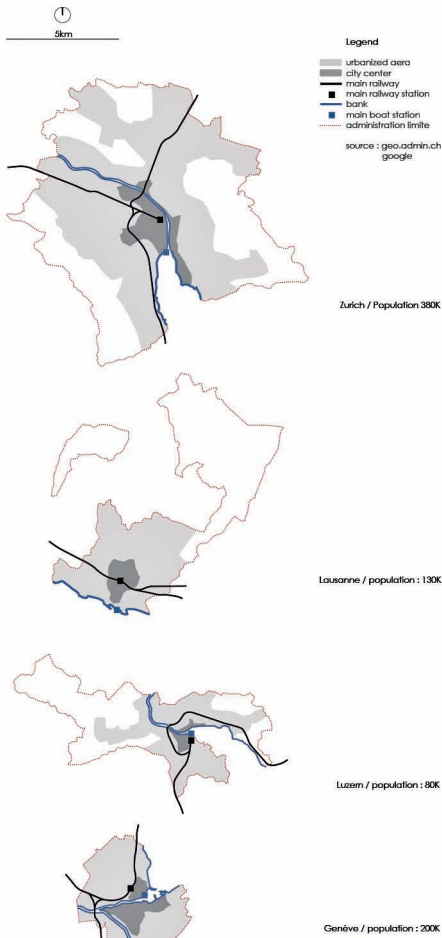 5km
Legend
urbanized aera
city center
main railway
main railway station
bank
main boat station
administration limite
source : geo.admin.ch
google
Zurich / Population 380K
Lausanne / population : 130K
Luzern / population : 80K
Genève / population : 200K